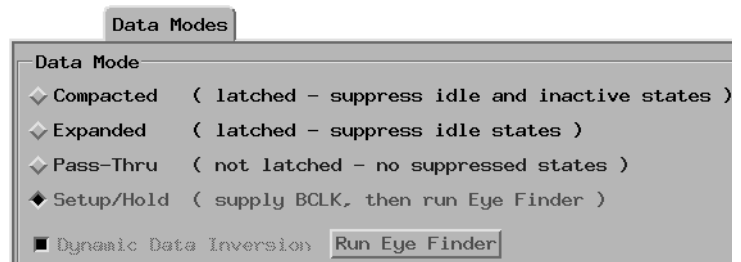 Data Modes
Data Mode
Compacted ( latched - suppress idle and inactive states )
Expanded ( latched - suppress idle states )
Pass-Thru ( not latched - no suppressed states )
Setup/Hold ( supply BCLK, then run Eye Finder )
Dynamic Data Inversion Run Eye Finder